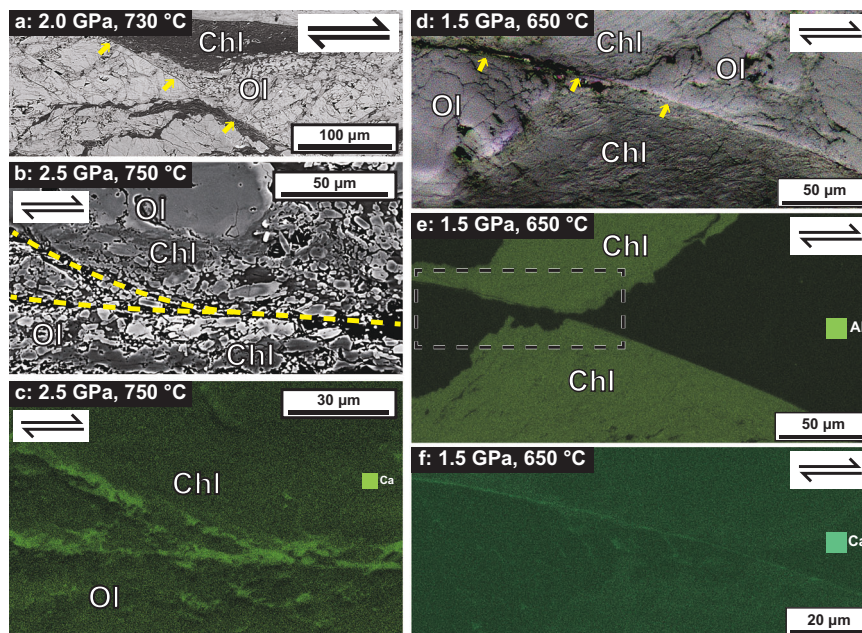 a: 2.0 GPa, 730 °C
Chl
Ol
100 µm
b: 2.5 GPa, 750 °C
50 µm
Ol
Chl
Ol
Chl
c: 2.5 GPa, 750 °C
30 µm
Chl
Ca
Ol
d: 1.5 GPa, 650 °C
Chl
Ol
Ol
Chl
50 µm
e: 1.5 GPa, 650 °C
Chl
Al
Chl
50 µm
f: 1.5 GPa, 650 °C
Ca
20 µm